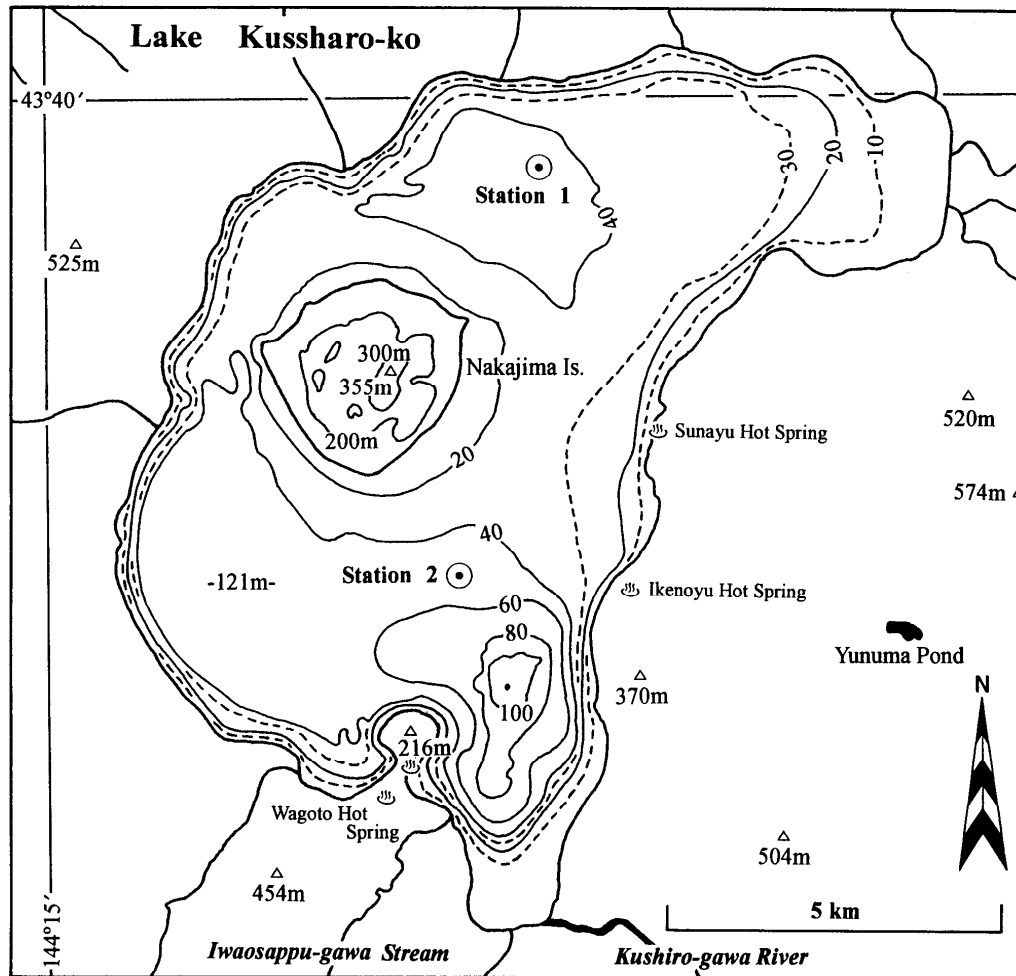 Lake Kussharo-ko
43°40′
30
20
10
Station 1
40
525m
300m
355m
Nakajima Is.
200m
20
Sunayu Hot Spring
520m
574m
40
Station 2
-121m-
Ikenoyu Hot Spring
60
80
Yunuma Pond
370m
100
N
216m
Wagoto Hot
Spring
504m
454m
5 km
144°15′
Iwaosappu-gawa Stream
Kushiro-gawa River